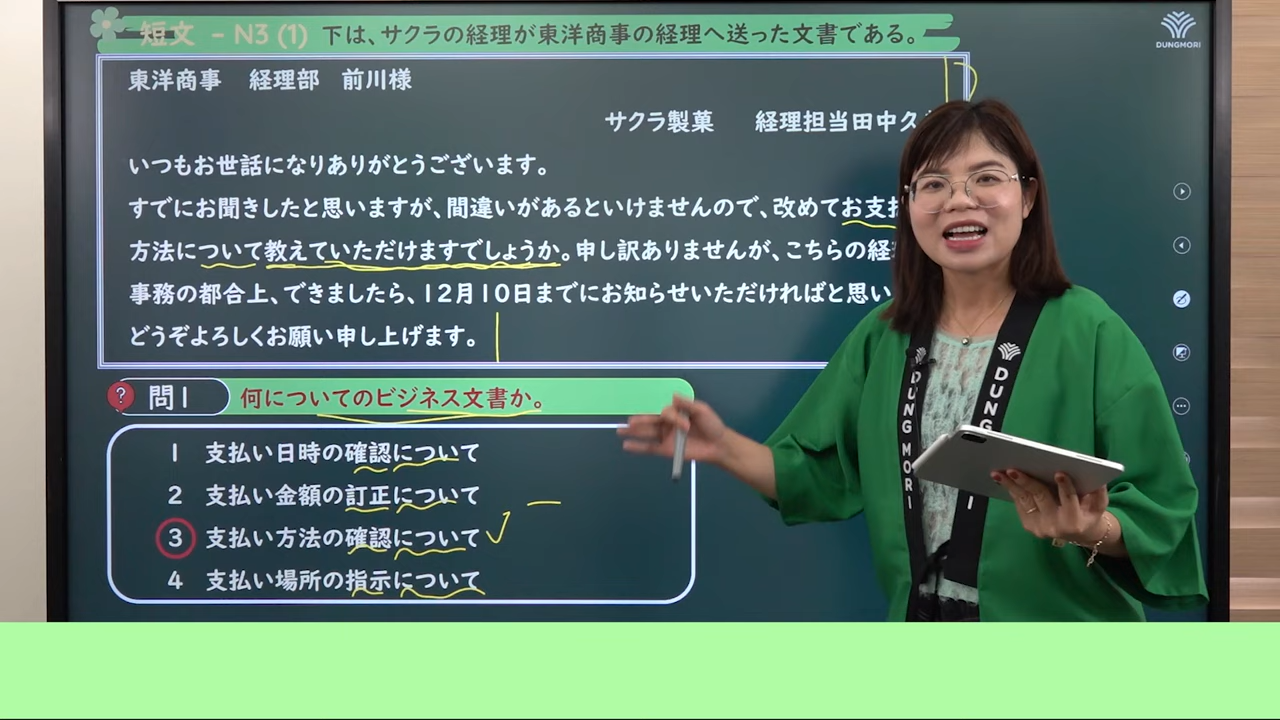 短文 - N3 (1) 下は、サクラの経理が東洋商事の経理へ送った文書である。
DUNGMORI
東洋商事 経理部 前川様
サクラ製菓 経理担当田中久
いつもお世話になりありがとうございます。
すでにお聞きしたと思いますが、間違いがあるといけませんので、改めてお支払
方法について教えていただけますでしょうか。申し訳ありませんが、こちらの経
事務の都合上、できましたら、12月10日までにお知らせいただければと思い
どうぞよろしくお願い申し上げます。
? 問1 何についてのビジネス文書か。
1 支払い日時の確認について
2 支払い金額の訂正について
3 支払い方法の確認について
4 支払い場所の指示について
DUNG MORI
DUNG
I